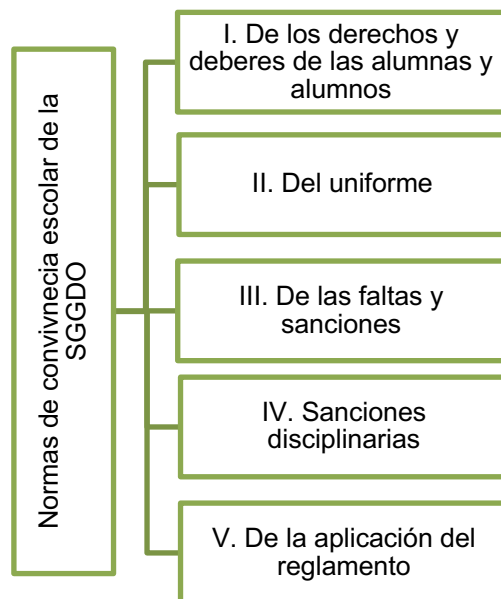 Normas de convivnecia escolar de la
SGGDO
I. De los derechos y
deberes de las alumnas y
alumnos
II. Del uniforme
III. De las faltas y
sanciones
IV. Sanciones
disciplinarias
V. De la aplicación del
reglamento